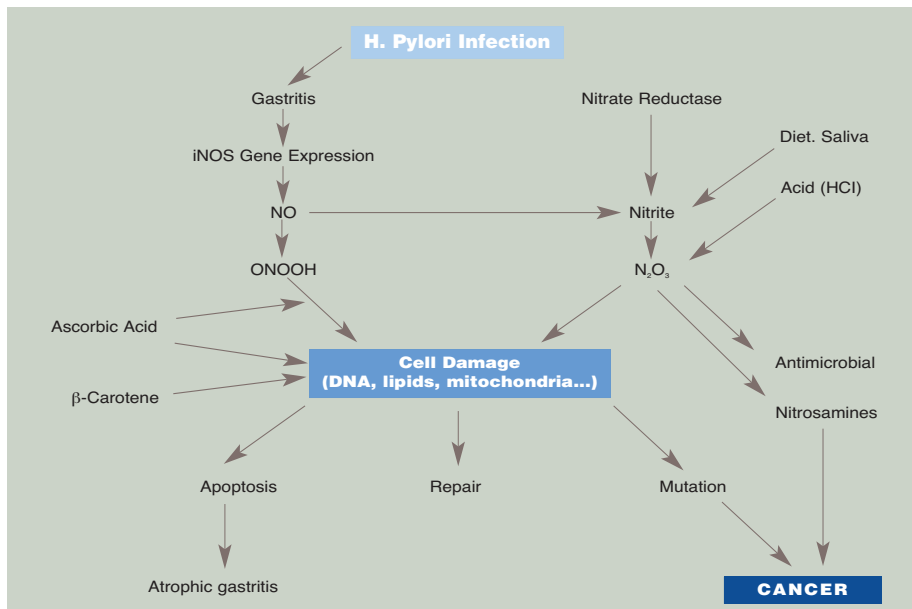 H. Pylori Infection
Gastritis
Nitrate Reductase
Diet. Saliva
iNOS Gene Expression
Acid (HCl)
NO
Nitrite
ONOOH
N₂O₃
Ascorbic Acid
Cell Damage
(DNA, lipids, mitochondria...)
Antimicrobial
β-Carotene
Nitrosamines
Apoptosis
Repair
Mutation
Atrophic gastritis
CANCER